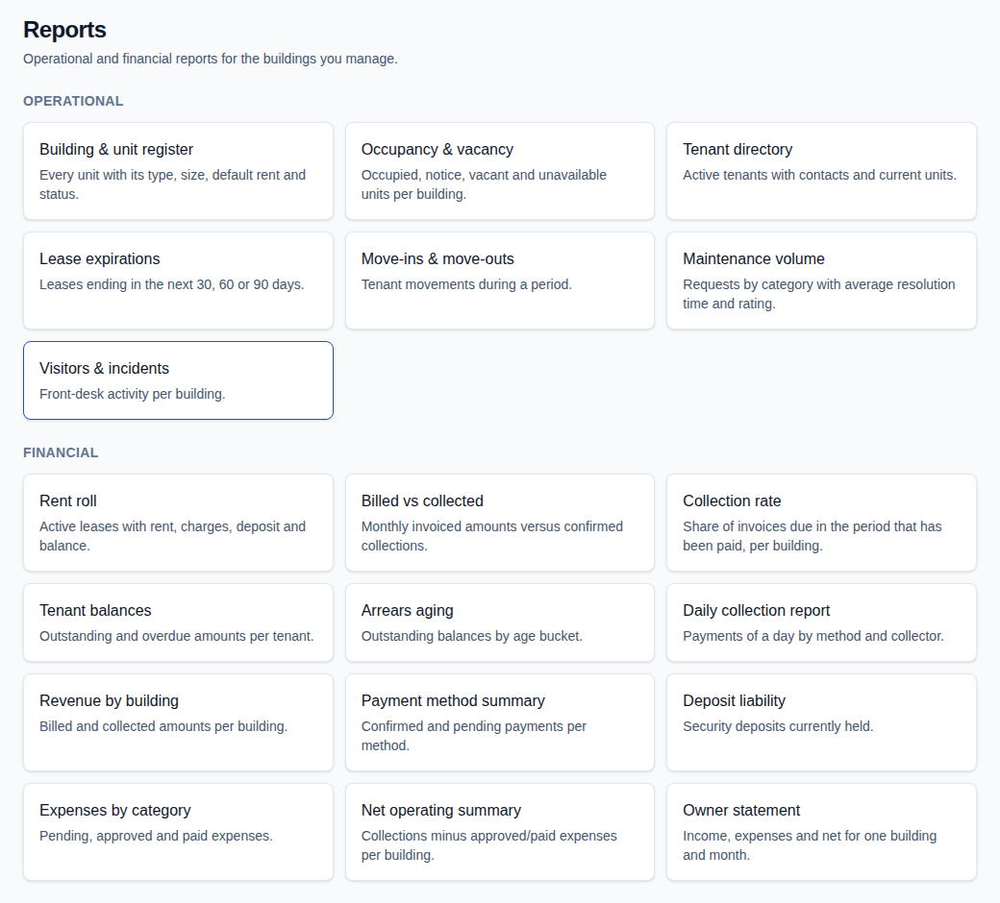 Reports
Operational and financial reports for the buildings you manage.
OPERATIONAL
Building & unit register
Every unit with its type, size, default rent and
status.
Occupancy & vacancy
Occupied, notice, vacant and unavailable
units per building.
Tenant directory
Active tenants with contacts and current units.
Lease expirations
Leases ending in the next 30, 60 or 90 days.
Move-ins & move-outs
Tenant movements during a period.
Maintenance volume
Requests by category with average resolution
time and rating.
Visitors & incidents
Front-desk activity per building.
FINANCIAL
Rent roll
Active leases with rent, charges, deposit and
balance.
Billed vs collected
Monthly invoiced amounts versus confirmed
collections.
Collection rate
Share of invoices due in the period that has
been paid, per building.
Tenant balances
Outstanding and overdue amounts per tenant.
Arrears aging
Outstanding balances by age bucket.
Daily collection report
Payments of a day by method and collector.
Revenue by building
Billed and collected amounts per building.
Payment method summary
Confirmed and pending payments per
method.
Deposit liability
Security deposits currently held.
Expenses by category
Pending, approved and paid expenses.
Net operating summary
Collections minus approved/paid expenses
per building.
Owner statement
Income, expenses and net for one building
and month.